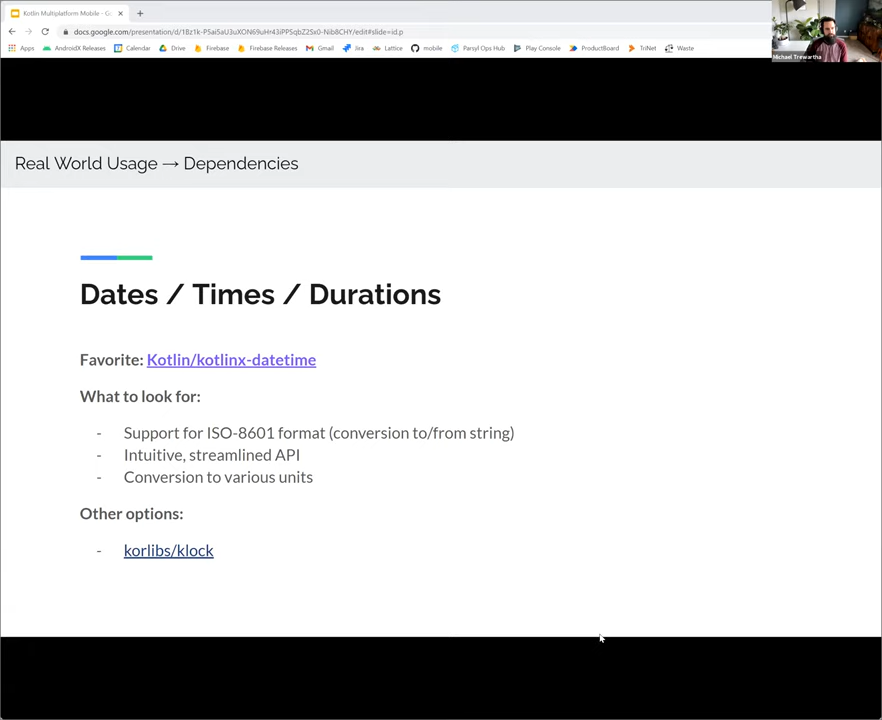 Kotlin Multiplatform Mobile - G
docs.google.com/presentation/d/18z1k-P5ai5aU3uXON69uHr43iPPSqbZ2Sx0-Nib8CHY/edit#slide=id.p
Apps AndroidX Releases Calendar Drive Firebase Firebase Releases Gmail Jira Lattice mobile Parsyl Ops Hub Play Console ProductBoard TriNet Waste
Michael Trewartha
Real World Usage → Dependencies
Dates / Times / Durations
Favorite: Kotlin/kotlinx-datetime
What to look for:
- Support for ISO-8601 format (conversion to/from string)
- Intuitive, streamlined API
- Conversion to various units
Other options:
- korlibs/klock